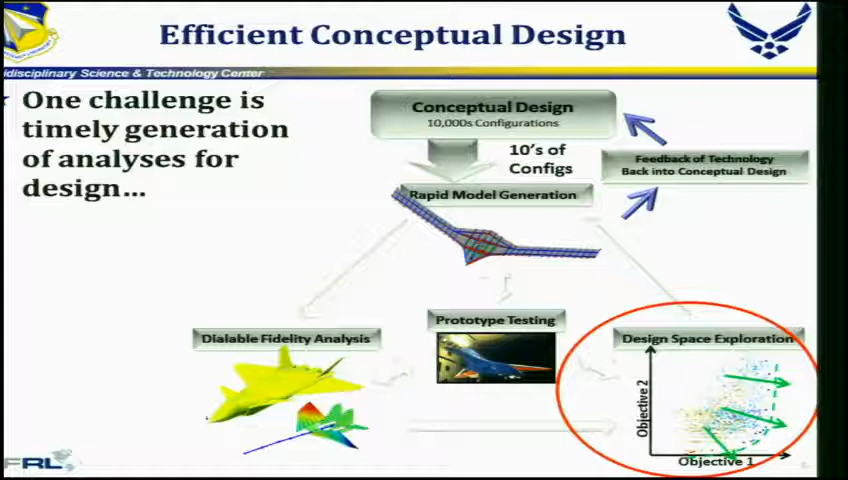 Efficient Conceptual Design
idisciplinary Science & Technology Center
One challenge is
timely generation
of analyses for
design...
Conceptual Design
10,000s Configurations
10's of
Configs
Feedback of Technology
Back into Conceptual Design
Rapid Model Generation
Prototype Testing
Dialable Fidelity Analysis
Design Space Exploration
Objective 2
Objective 1
FRL